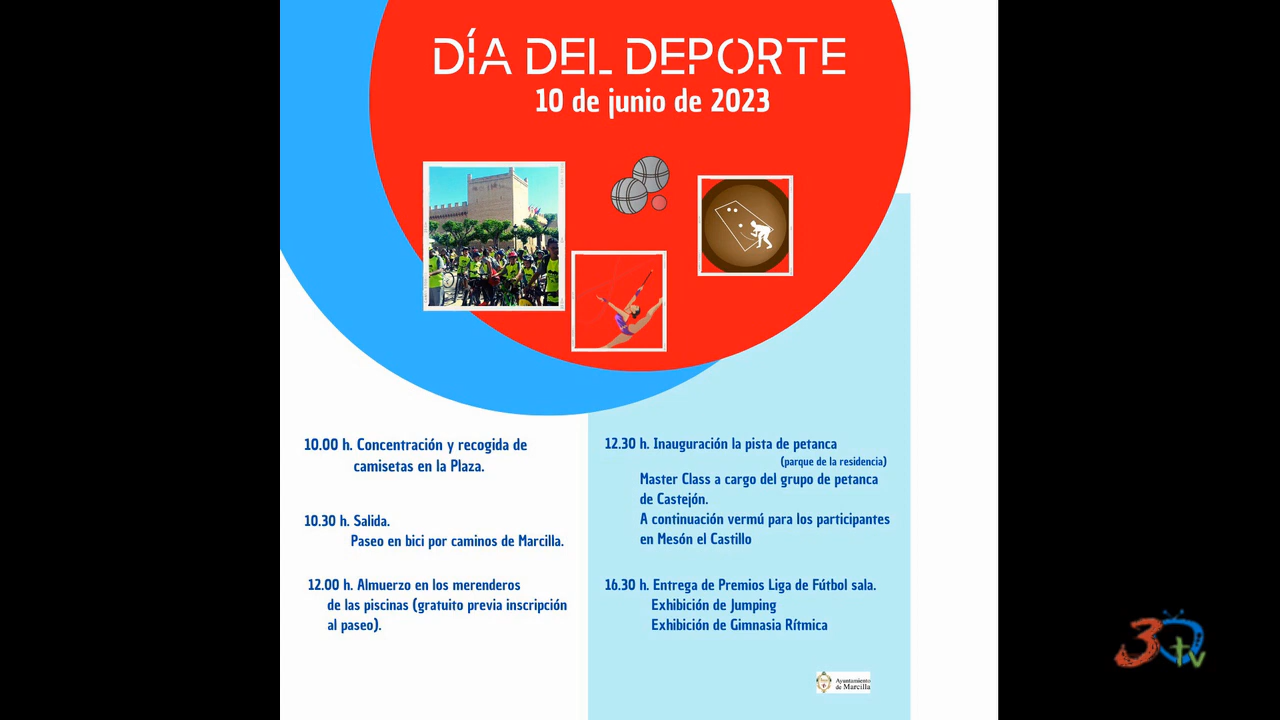 DÍA DEL DEPORTE
10 de junio de 2023
10.00 h. Concentración y recogida de
camisetas en la Plaza.
10.30 h. Salida.
Paseo en bici por caminos de Marcilla.
12.00 h. Almuerzo en los merenderos
de las piscinas (gratuito previa inscripción
al paseo).
12.30 h. Inauguración la pista de petanca
(parque de la residencia)
Master Class a cargo del grupo de petanca
de Castejón.
A continuación vermú para los participantes
en Mesón el Castillo
16.30 h. Entrega de Premios Liga de Fútbol sala.
Exhibición de Jumping
Exhibición de Gimnasia Rítmica
Ayuntamiento
de Marcilla
3 tv